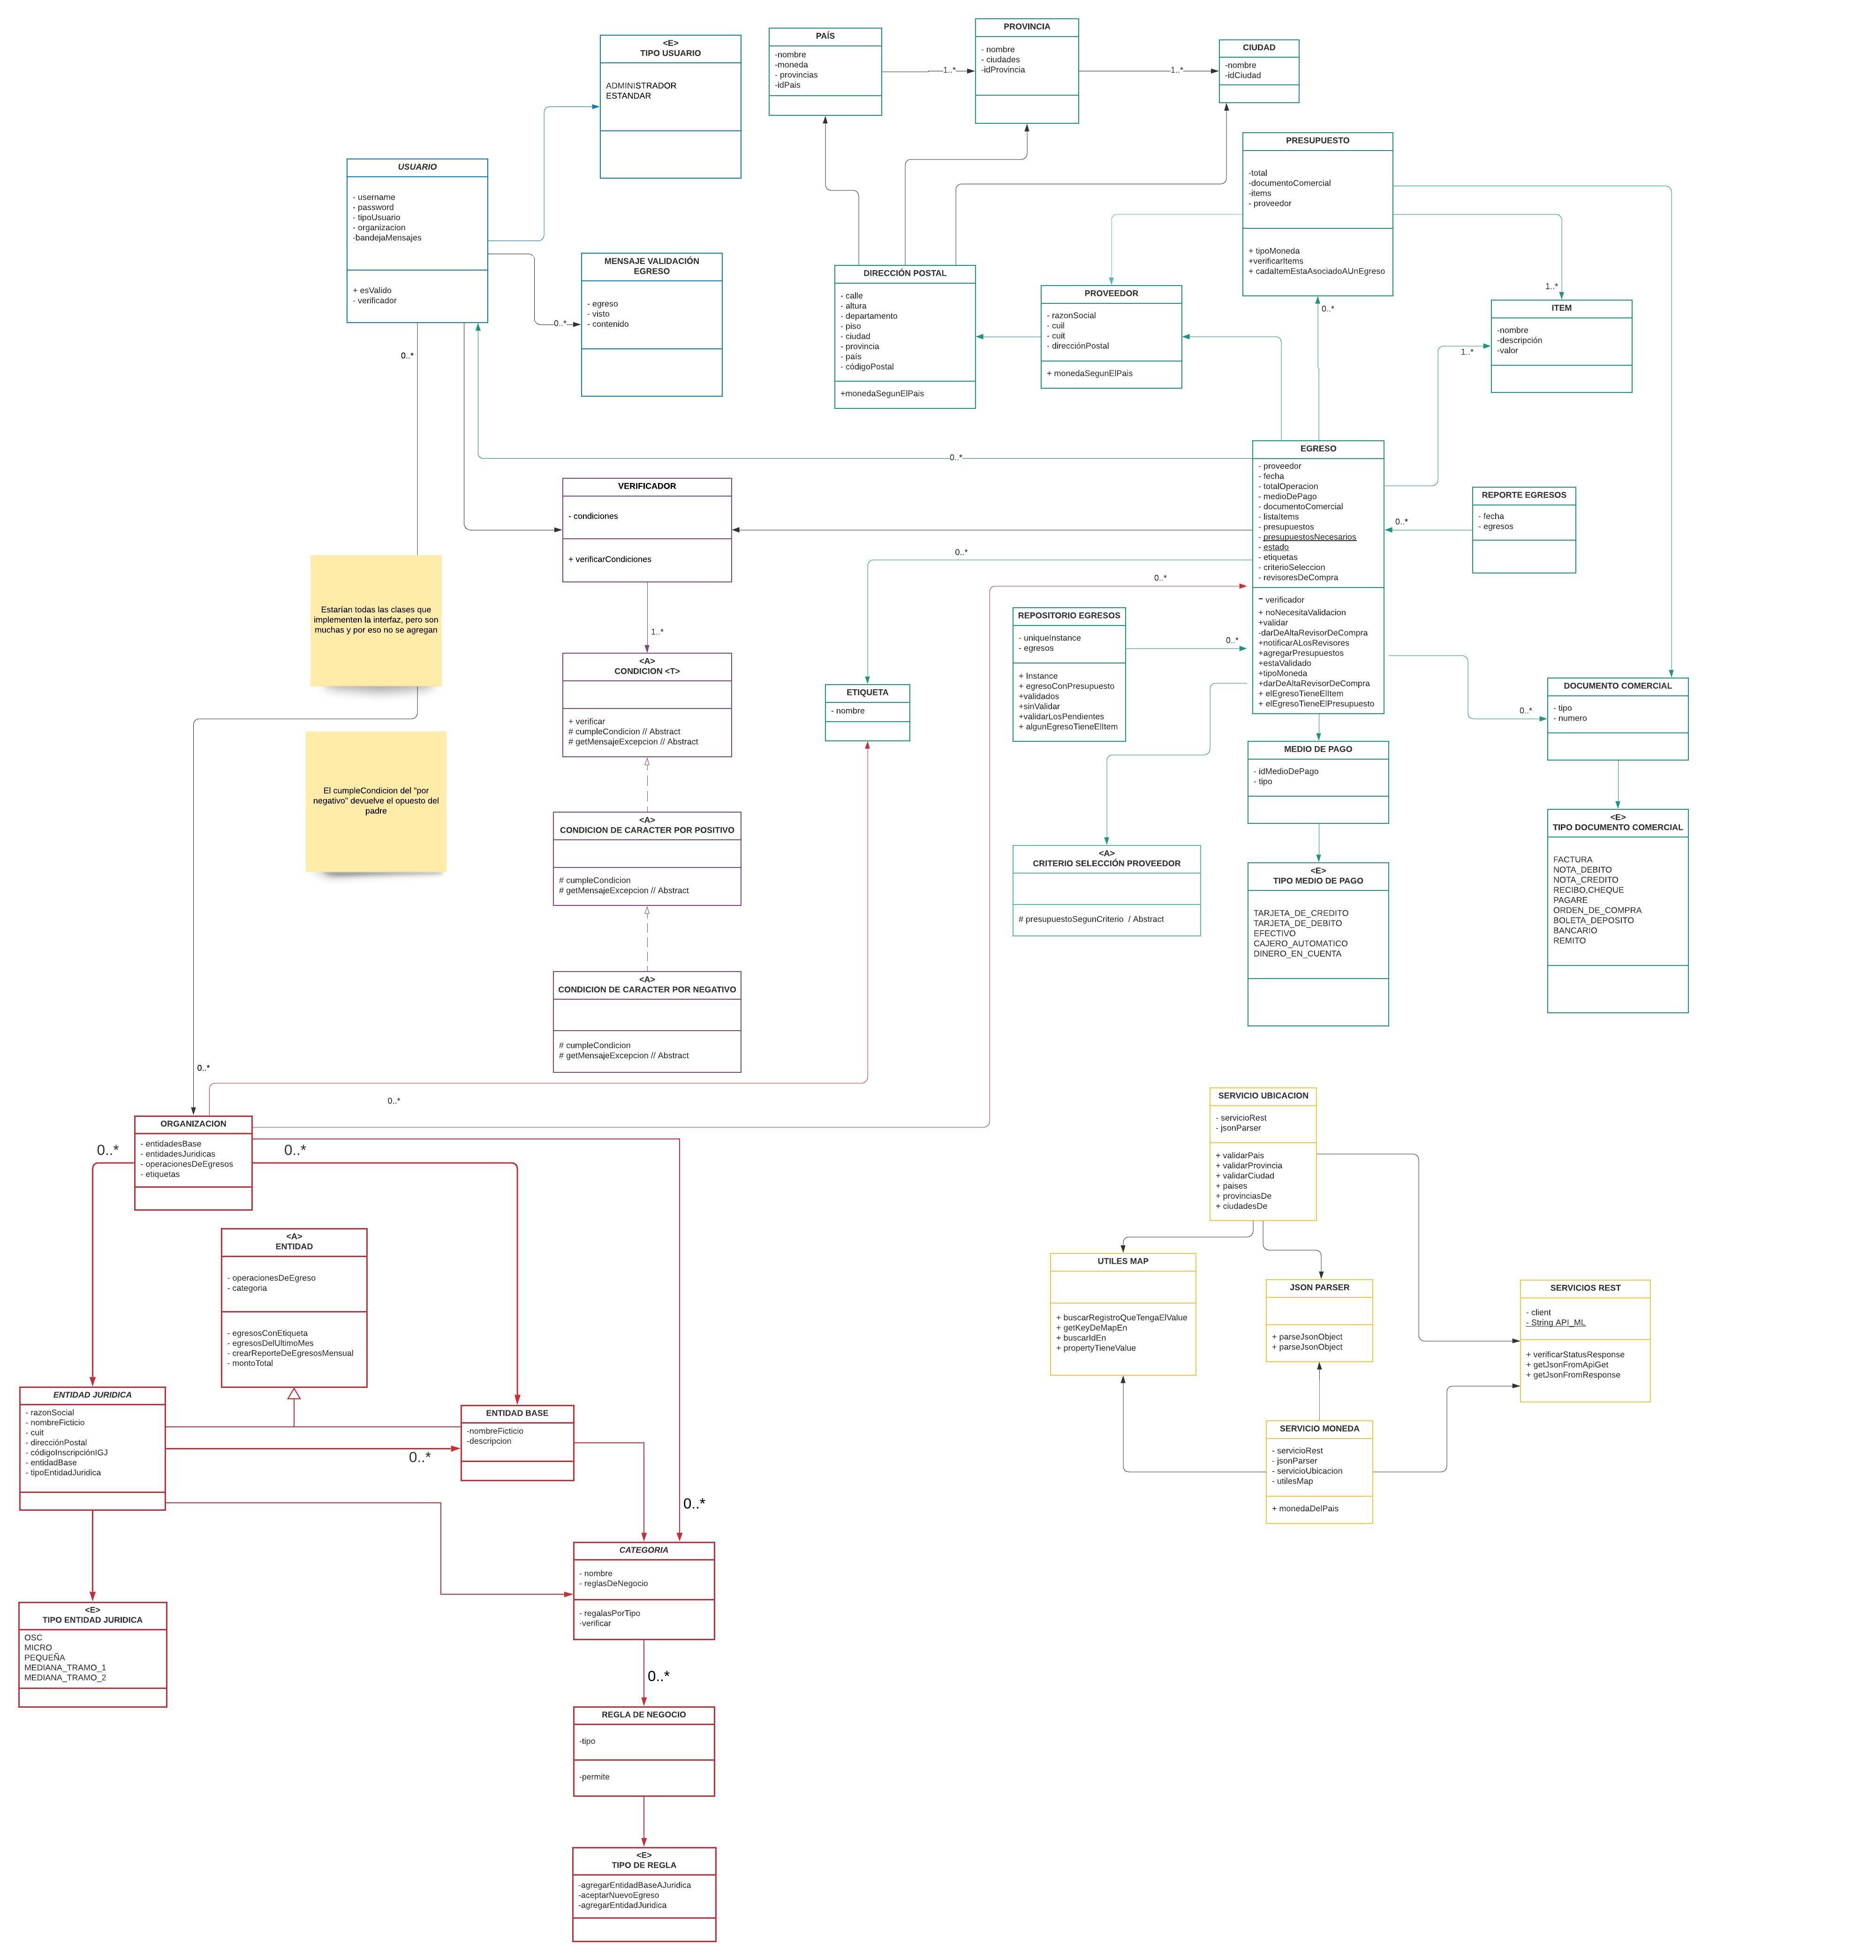 <E>
TIPO USUARIO
ADMINISTRADOR
ESTANDAR
PAÍS
-nombre
-moneda
- provincias
-idPais
1..*
PROVINCIA
- nombre
- ciudades
-idProvincia
1..*
CIUDAD
-nombre
-idCiudad
USUARIO
- username
- password
- tipoUsuario
- organizacion
-bandejaMensajes
+ esValido
- verificador
0..*
MENSAJE VALIDACIÓN
EGRESO
- egreso
- visto
- contenido
0..*
DIRECCIÓN POSTAL
- calle
- altura
- departamento
- piso
- ciudad
- provincia
- país
- códigoPostal
+monedaSegunElPais
PROVEEDOR
- razonSocial
- cuil
- cuit
- direcciónPostal
+ monedaSegunElPais
PRESUPUESTO
-total
-documentoComercial
-items
- proveedor
+ tipoMoneda
+verificarItems
+ cadaItemEstaAsociadoAUnEgreso
0..*
1..*
ITEM
-nombre
-descripción
-valor
1..*
0..*
EGRESO
- proveedor
- fecha
- totalOperacion
- medioDePago
- documentoComercial
- listaItems
- presupuestos
- presupuestosNecesarios
- estado
- etiquetas
- criterioSeleccion
- revisoresDeCompra
- verificador
+ noNecesitaValidacion
+validar
-darDeAltaRevisorDeCompra
+notificarALosRevisores
+agregarPresupuestos
+estaValidado
+tipoMoneda
+darDeAltaRevisorDeCompra
+ elEgresoTieneElItem
+ elEgresoTieneElPresupuesto
REPORTE EGRESOS
- fecha
- egresos
0..*
VERIFICADOR
- condiciones
+ verificarCondiciones
1..*
0..*
0..*
Estarían todas las clases que
implementen la interfaz, pero son
muchas y por eso no se agregan
El cumpleCondicion del "por
negativo" devuelve el opuesto del
padre
REPOSITORIO EGRESOS
- uniqueInstance
- egresos
+ Instance
+ egresoConPresupuesto
+validados
+sinValidar
+validarLosPendientes
+ algunEgresoTieneElItem
0..*
<A>
CONDICION <T>
+ verificar
# cumpleCondicion // Abstract
# getMensajeExcepcion // Abstract
ETIQUETA
- nombre
DOCUMENTO COMERCIAL
- tipo
- numero
0..*
MEDIO DE PAGO
- idMedioDePago
- tipo
<A>
CONDICION DE CARACTER POR POSITIVO
# cumpleCondicion
# getMensajeExcepcion // Abstract
<A>
CRITERIO SELECCIÓN PROVEEDOR
# presupuestoSegunCriterio  / Abstract
<E>
TIPO MEDIO DE PAGO
TARJETA_DE_CREDITO
TARJETA_DE_DEBITO
EFECTIVO
CAJERO_AUTOMATICO
DINERO_EN_CUENTA
<E>
TIPO DOCUMENTO COMERCIAL
FACTURA
NOTA_DEBITO
NOTA_CREDITO
RECIBO,CHEQUE
PAGARE
ORDEN_DE_COMPRA
BOLETA_DEPOSITO
BANCARIO
REMITO
<A>
CONDICION DE CARACTER POR NEGATIVO
# cumpleCondicion
# getMensajeExcepcion // Abstract
0..*
0..*
ORGANIZACION
- entidadesBase
- entidadesJuridicas
- operacionesDeEgresos
- etiquetas
0..*
0..*
<A>
ENTIDAD
- operacionesDeEgreso
- categoria
- egresosConEtiqueta
- egresosDelUltimoMes
- crearReporteDeEgresosMensual
- montoTotal
ENTIDAD JURIDICA
- razonSocial
- nombreFicticio
- cuit
- direcciónPostal
- códigoInscripciónIGJ
- entidadBase
- tipoEntidadJuridica
0..*
ENTIDAD BASE
-nombreFicticio
-descripcion
0..*
CATEGORIA
- nombre
- reglasDeNegocio
- regalasPorTipo
-verificar
<E>
TIPO ENTIDAD JURIDICA
OSC
MICRO
PEQUEÑA
MEDIANA_TRAMO_1
MEDIANA_TRAMO_2
0..*
REGLA DE NEGOCIO
-tipo
-permite
<E>
TIPO DE REGLA
-agregarEntidadBaseAJuridica
-aceptarNuevoEgreso
-agregarEntidadJuridica
SERVICIO UBICACION
- servicioRest
- jsonParser
+ validarPais
+ validarProvincia
+ validarCiudad
+ paises
+ provinciasDe
+ ciudadesDe
UTILES MAP
+ buscarRegistroQueTengaElValue
+ getKeyDeMapEn
+ buscarIdEn
+ propertyTieneValue
JSON PARSER
+ parseJsonObject
+ parseJsonObject
SERVICIOS REST
- client
- String API_ML
+ verificarStatusResponse
+ getJsonFromApiGet
+ getJsonFromResponse
SERVICIO MONEDA
- servicioRest
- jsonParser
- servicioUbicacion
- utilesMap
+ monedaDelPais